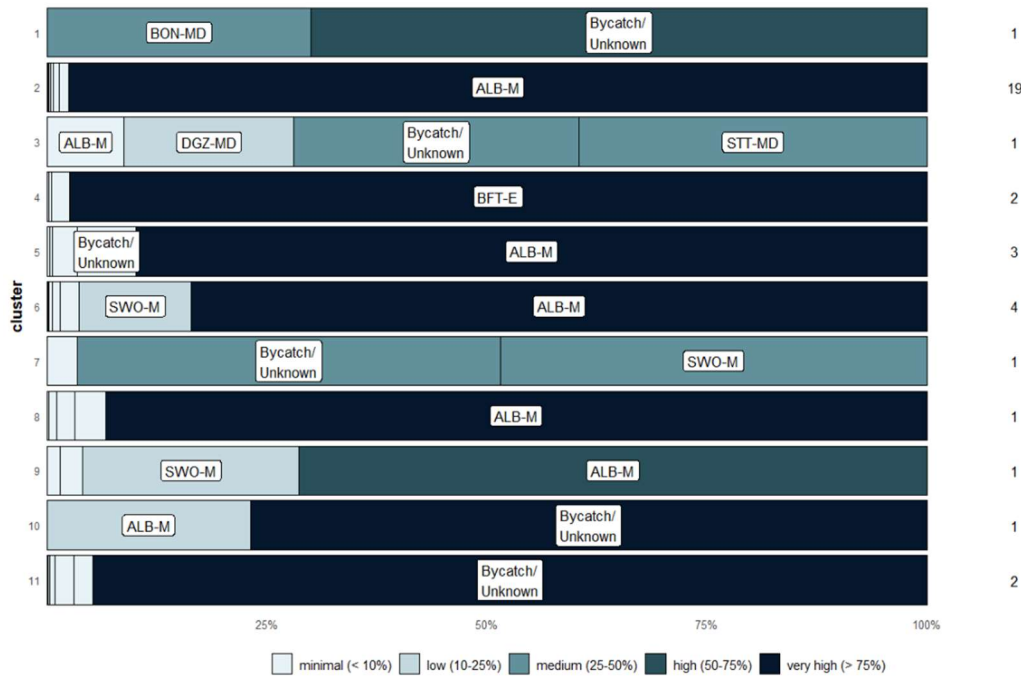 1
BON-MD
Bycatch/
Unknown
1
2
ALB-M
19
3
ALB-M
DGZ-MD
Bycatch/
Unknown
STT-MD
1
4
BFT-E
2
5
Bycatch/
Unknown
ALB-M
3
cluster
6
SWO-M
ALB-M
4
7
Bycatch/
Unknown
SWO-M
1
8
ALB-M
1
9
SWO-M
ALB-M
1
10
ALB-M
Bycatch/
Unknown
1
11
Bycatch/
Unknown
2
25% 50% 75% 100%
minimal (< 10%) low (10-25%) medium (25-50%) high (50-75%) very high (> 75%)